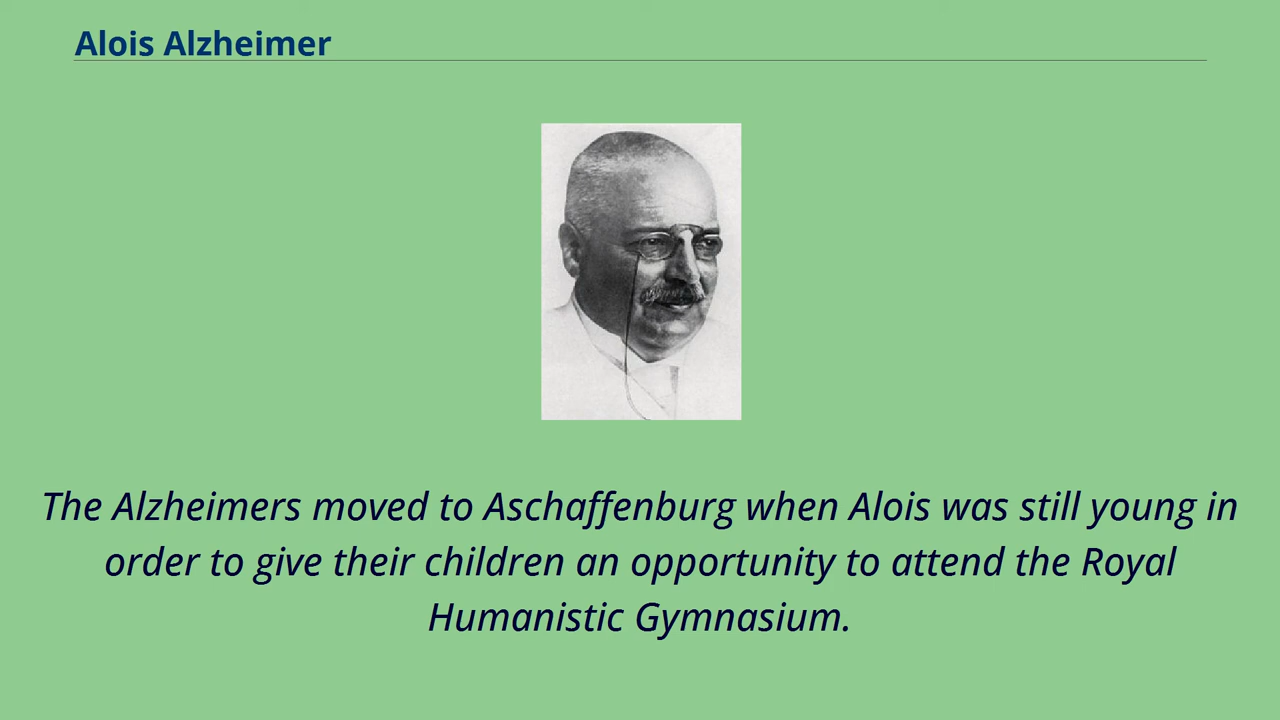 Alois Alzheimer
The Alzheimers moved to Aschaffenburg when Alois was still young in
order to give their children an opportunity to attend the Royal
Humanistic Gymnasium.